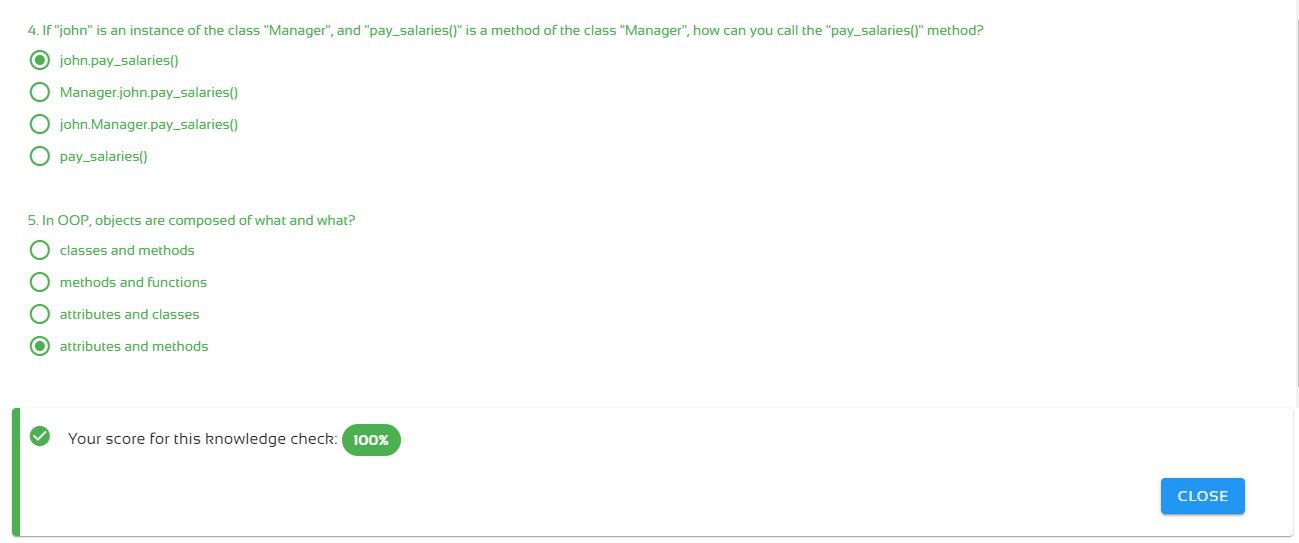 4. If "john" is an instance of the class "Manager", and "pay_salaries()" is a method of the class "Manager", how can you call the "pay_salaries()" method?
john.pay_salaries()
Manager.john.pay_salaries()
john.Manager.pay_salaries()
pay_salaries()
5. In OOP, objects are composed of what and what?
classes and methods
methods and functions
attributes and classes
attributes and methods
Your score for this knowledge check: 100%
CLOSE